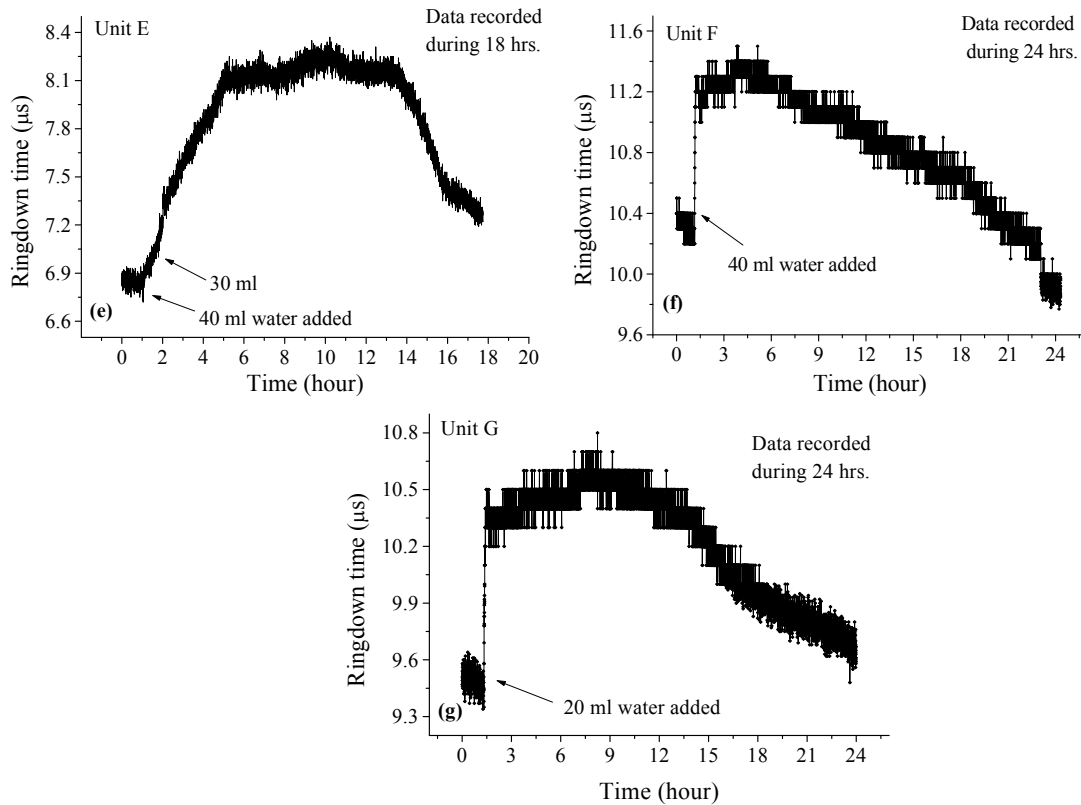 Unit E
Data recorded
during 18 hrs.
8.4
8.1
7.8
7.5
7.2
6.9
6.6
Ringdown time (μs)
30 ml
40 ml water added
(e)
0 2 4 6 8 10 12 14 16 18 20
Time (hour)
Unit F
Data recorded
during 24 hrs.
11.6
11.2
10.8
10.4
10.0
9.6
Ringdown time (μs)
40 ml water added
(f)
0 3 6 9 12 15 18 21 24
Time (hour)
Unit G
Data recorded
during 24 hrs.
10.8
10.5
10.2
9.9
9.6
9.3
Ringdown time (μs)
20 ml water added
(g)
0 3 6 9 12 15 18 21 24
Time (hour)